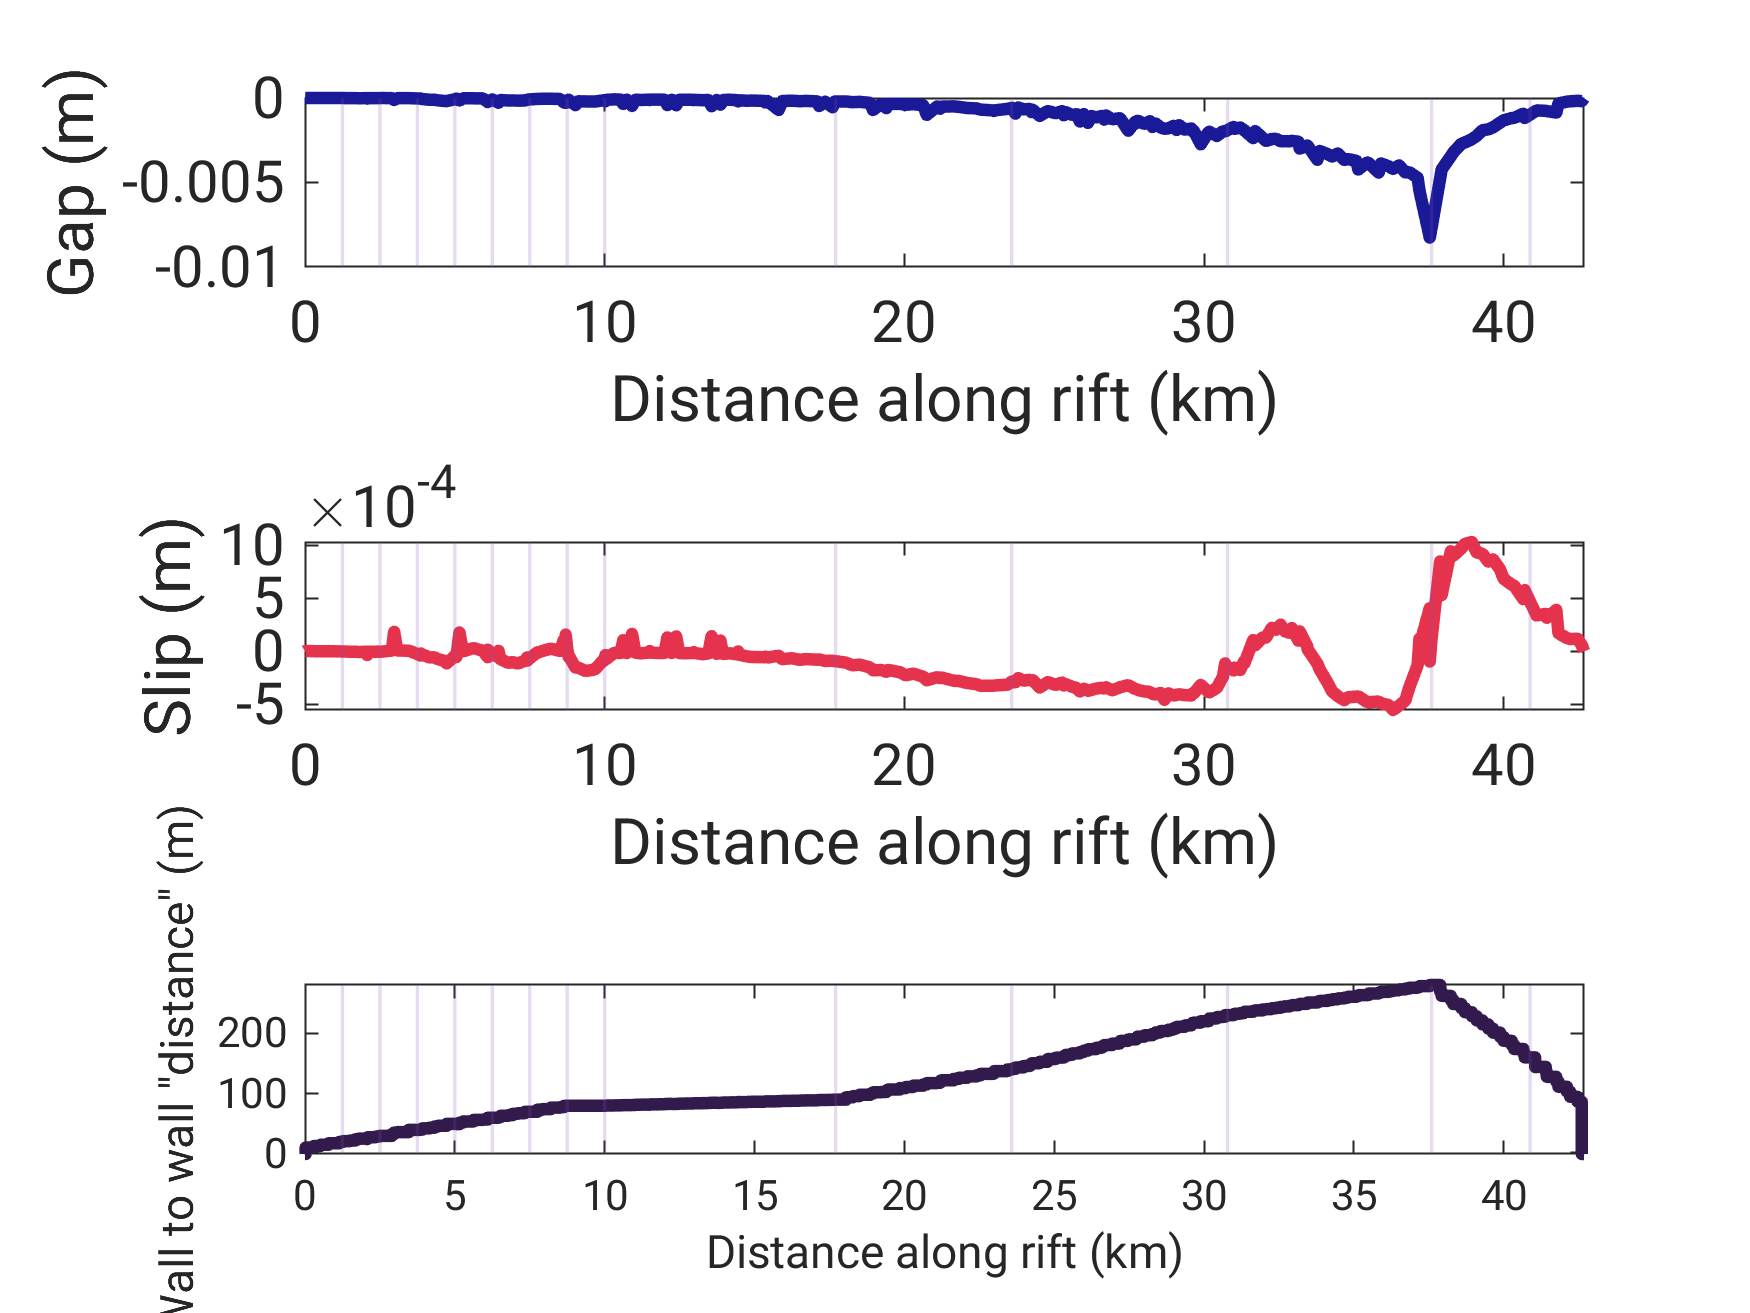 Gap (m)
0
-0.005
-0.01
0 10 20 30 40
Distance along rift (km)
×10-4
Slip (m)
10
5
0
-5
0 10 20 30 40
Distance along rift (km)
Wall to wall "distance" (m)
200
100
0
0 5 10 15 20 25 30 35 40
Distance along rift (km)